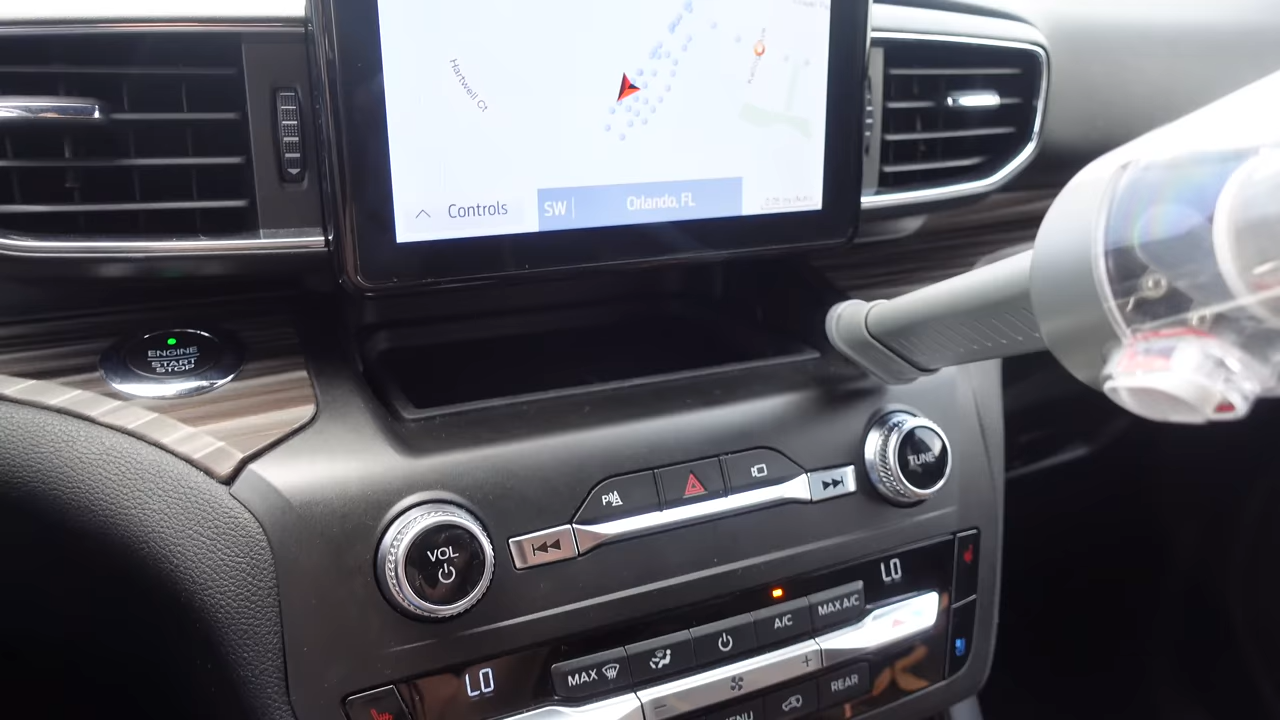 Hartwell Ct
Controls
SW
Orlando, FL
ENGINE
START
STOP
VOL
TUNE
LO
LO
MAX
A/C
MAX A/C
REAR